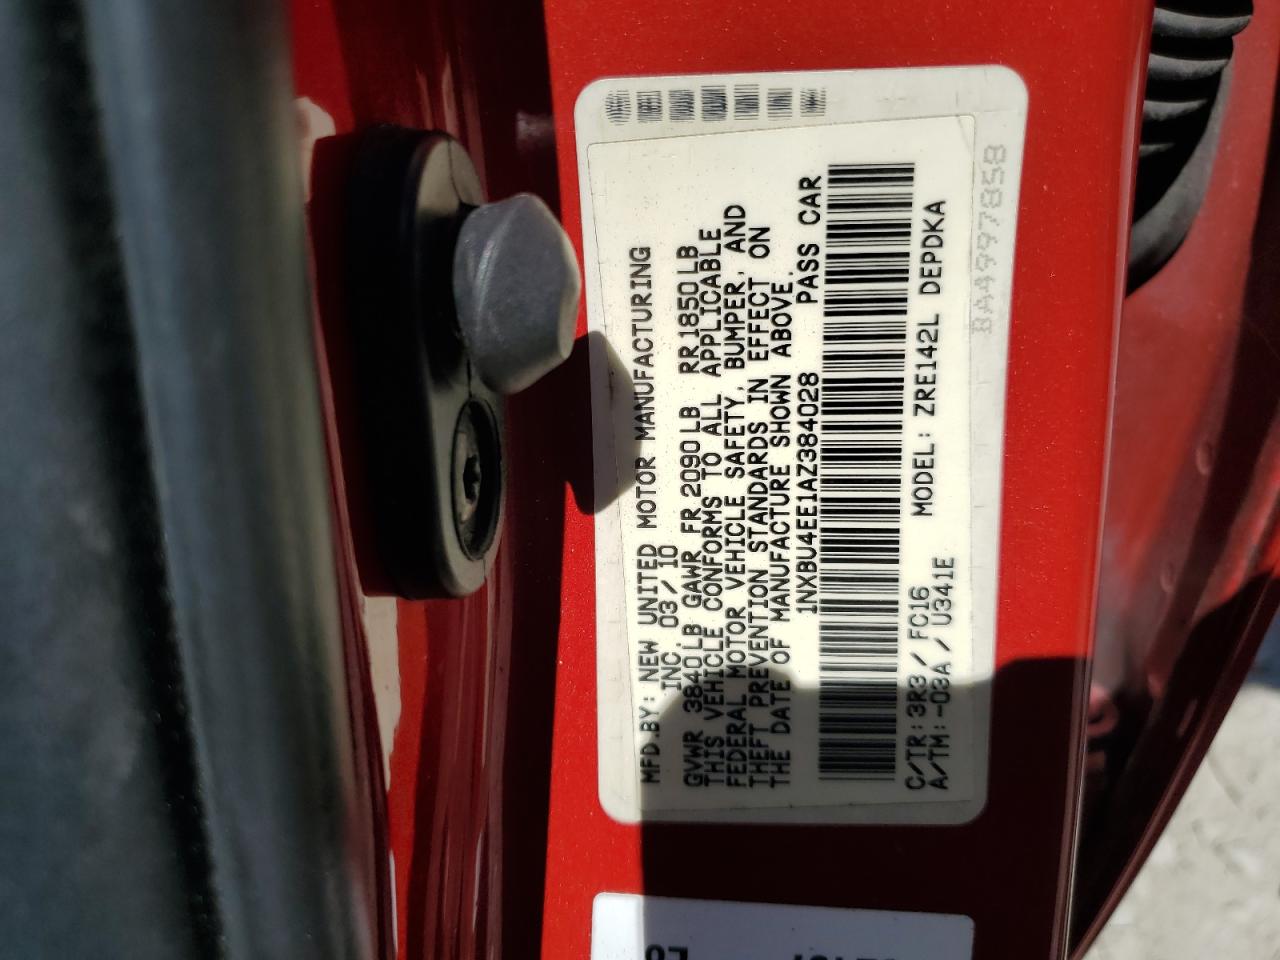 MFD.BY: NEW UNITED MOTOR MANUFACTURING
INC. 03/10
GVWR 3840LB GAWR FR 2090LB RR 1850LB
THIS VEHICLE CONFORMS TO ALL APPLICABLE
FEDERAL MOTOR VEHICLE SAFETY, BUMPER, AND
THEFT PREVENTION STANDARDS IN EFFECT ON
THE DATE OF MANUFACTURE SHOWN ABOVE.
1NXBU4EE1AZ384028 PASS CAR
C/TR: 3R3/FC16 MODEL: ZRE142L DEPDKA
A/TM: -03A/U341E
BA4997858